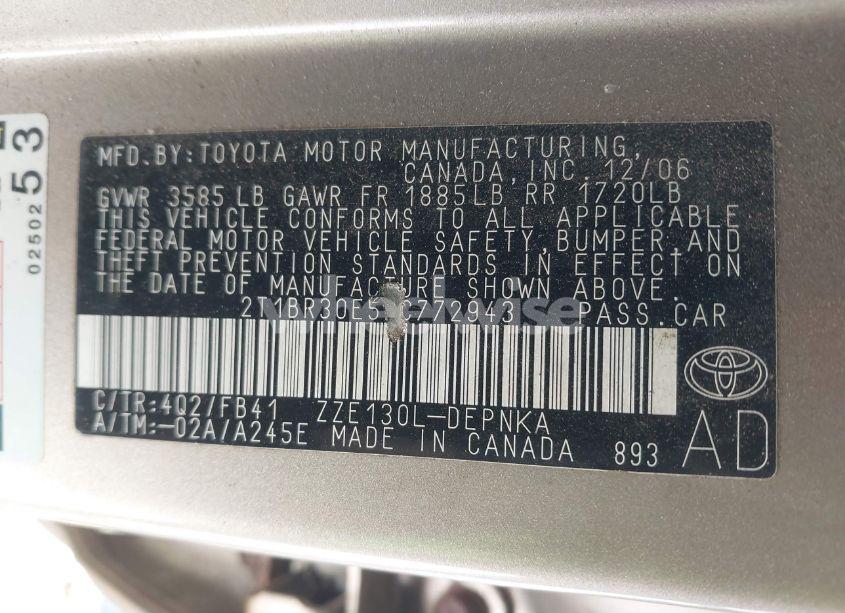 MFD.BY:TOYOTA MOTOR MANUFACTURING,
CANADA, INC. 12/06
GVWR 3585 LB GAWR FR 1885LB RR 1720LB
THIS VEHICLE CONFORMS TO ALL APPLICABLE
FEDERAL MOTOR VEHICLE SAFETY, BUMPER, AND
THEFT PREVENTION STANDARDS IN EFFECT ON
THE DATE OF MANUFACTURE SHOWN ABOVE.
PASS.CAR
C/TR:4Q2/FB41 ZZE130L-DEPNKA
A/TM:-02A/A245E MADE IN CANADA 893
AD
0250253